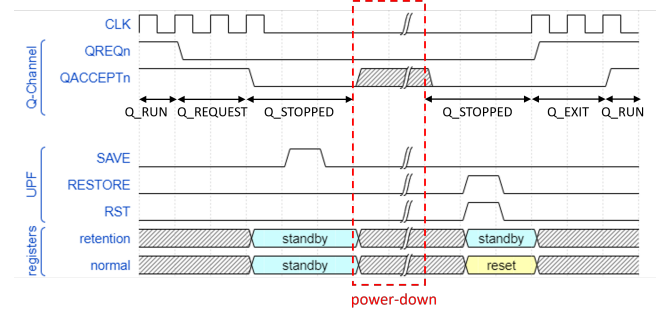 CLK
QREQn
QACCEPTn
Q-Channel
Q_RUN Q_REQUEST Q_STOPPED Q_STOPPED Q_EXIT Q_RUN
SAVE
RESTORE
RST
UPF
retention standby standby
normal standby reset
registers
power-down